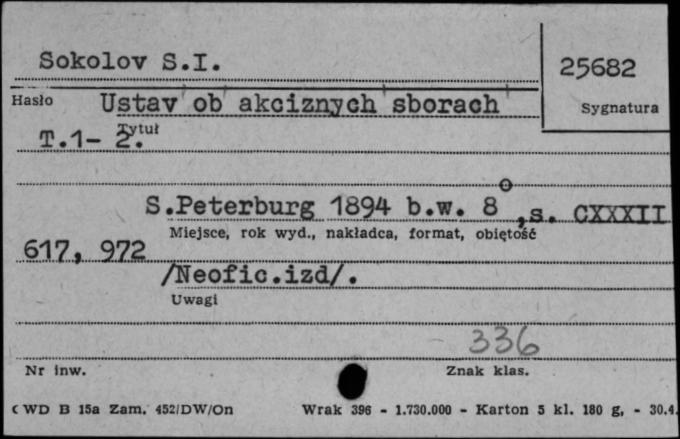 Sokolov S.I.
25682
Hasło
Ustav' ob' akciznych' sborach'
Sygnatura
Tytuł
T.1- 2.
S.Peterburg 1894 b.w. 8o,s. CXXXII
Miejsce, rok wyd., nakładca, format, objętość
617, 972
/Neofic.izd/.
Uwagi
336
Nr inw.
Znak klas.
CWD B 15a Zam. 452/DW/On Wrak 396 - 1.730.000 - Karton 5 kl. 180 g, - 30.4.